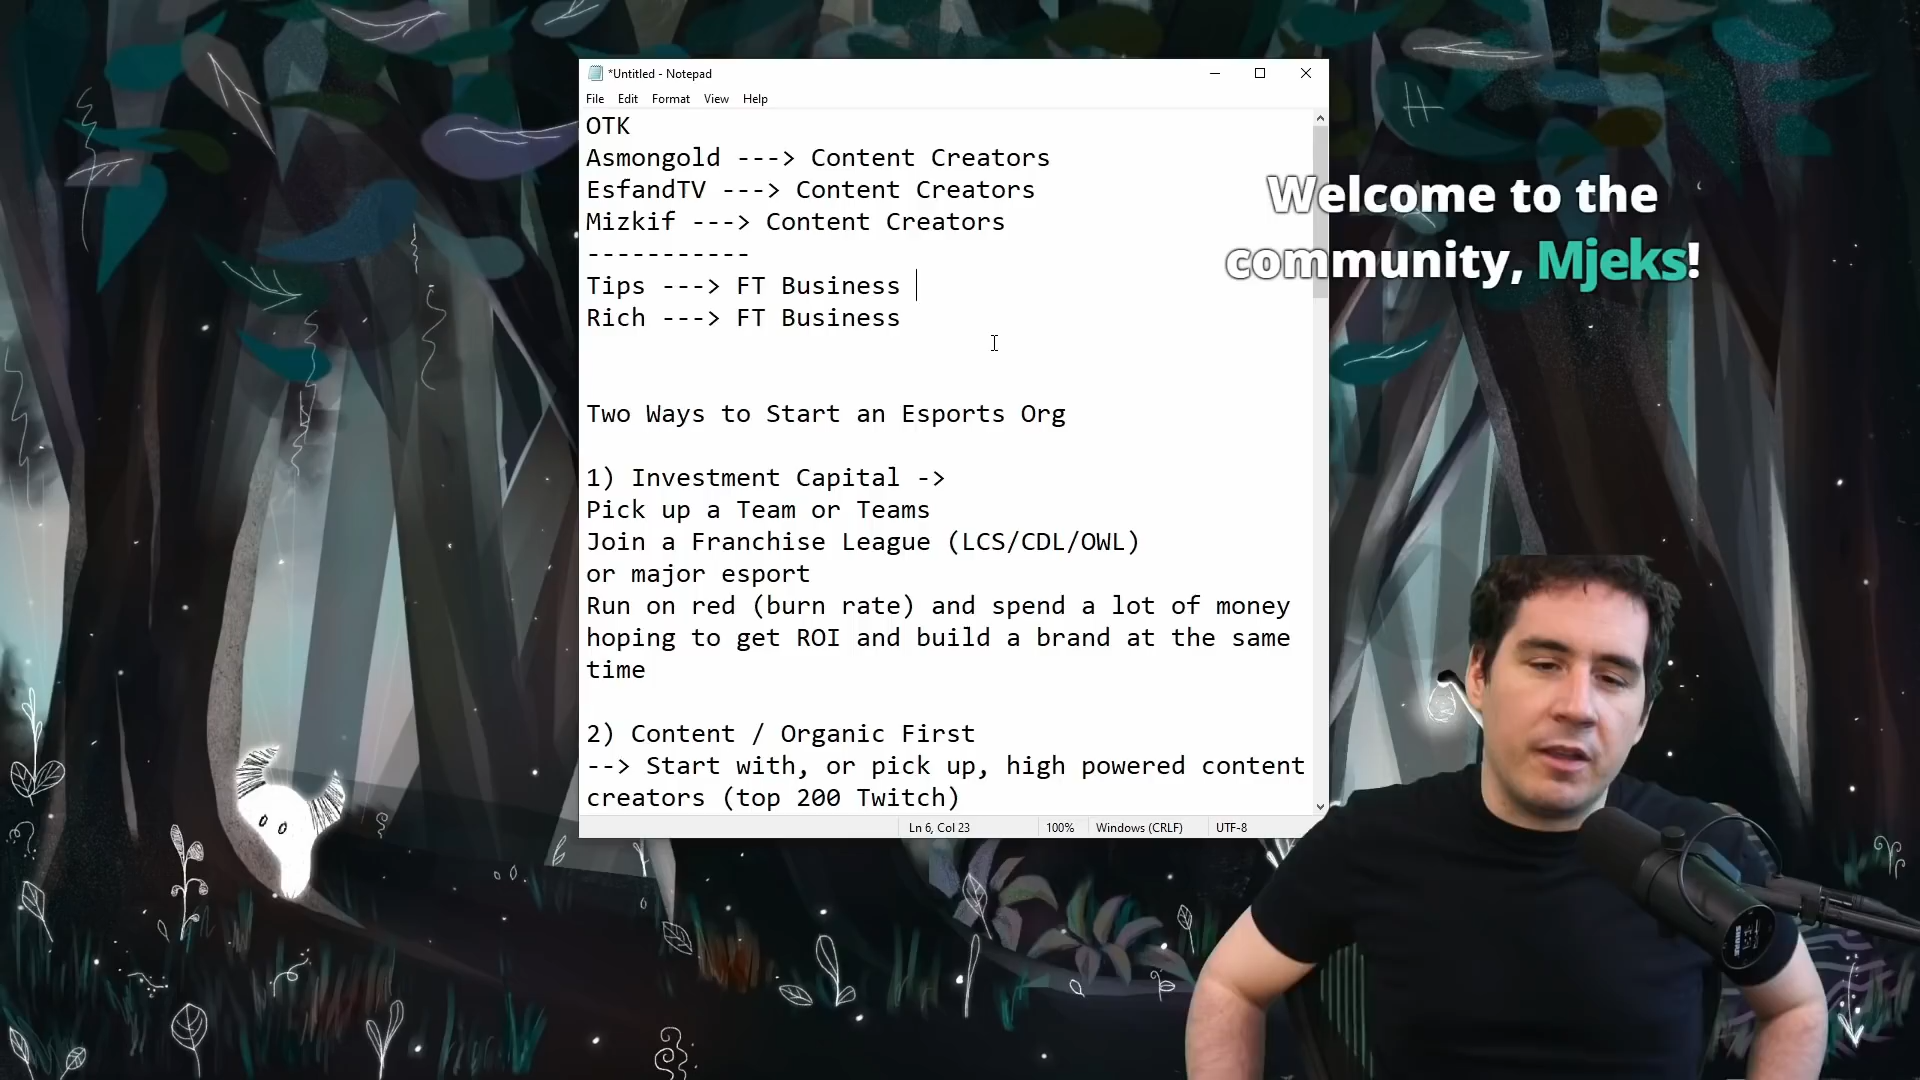 *Untitled - Notepad
File Edit Format View Help
OTK
Asmongold ---> Content Creators
EsfandTV ---> Content Creators
Mizkif ---> Content Creators
-----------
Tips ---> FT Business
Rich ---> FT Business
Two Ways to Start an Esports Org
1) Investment Capital ->
Pick up a Team or Teams
Join a Franchise League (LCS/CDL/OWL)
or major esport
Run on red (burn rate) and spend a lot of money
hoping to get ROI and build a brand at the same
time
2) Content / Organic First
--> Start with, or pick up, high powered content
creators (top 200 Twitch)
Ln 6, Col 23 100% Windows (CRLF) UTF-8
Welcome to the
community, Mjeks!
SHURE